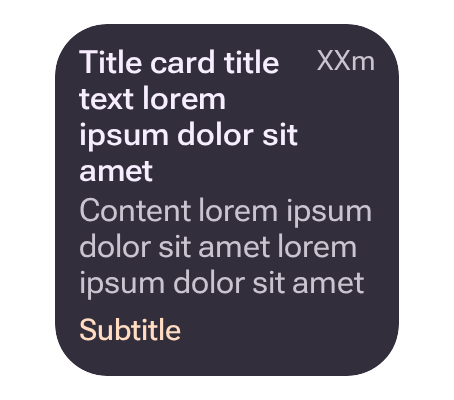 Title card title XXm
text lorem
ipsum dolor sit
amet
Content lorem ipsum
dolor sit amet lorem
ipsum dolor sit amet
Subtitle